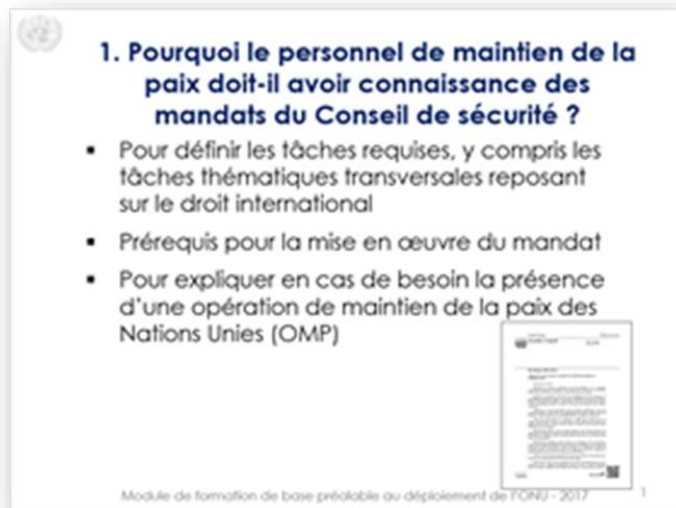 1. Pourquoi le personnel de maintien de la
paix doit-il avoir connaissance des
mandats du Conseil de sécurité ?
▪ Pour définir les tâches requises, y compris les
tâches thématiques transversales reposant
sur le droit international
▪ Prérequis pour la mise en œuvre du mandat
▪ Pour expliquer en cas de besoin la présence
d'une opération de maintien de la paix des
Nations Unies (OMP)
Module de formation de base préalable au déploiement de l'ONU - 2017
1